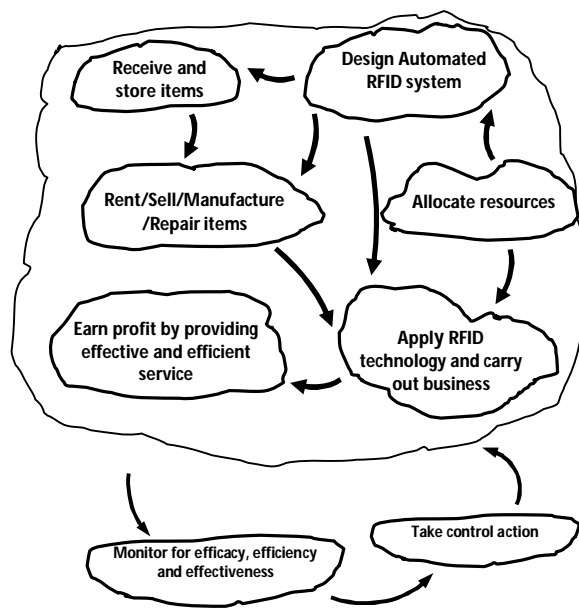 Receive and
store items
Design Automated
RFID system
Rent/Sell/Manufacture
/Repair items
Allocate resources
Earn profit by providing
effective and efficient
service
Apply RFID
technology and carry
out business
Take control action
Monitor for efficacy, efficiency
and effectiveness